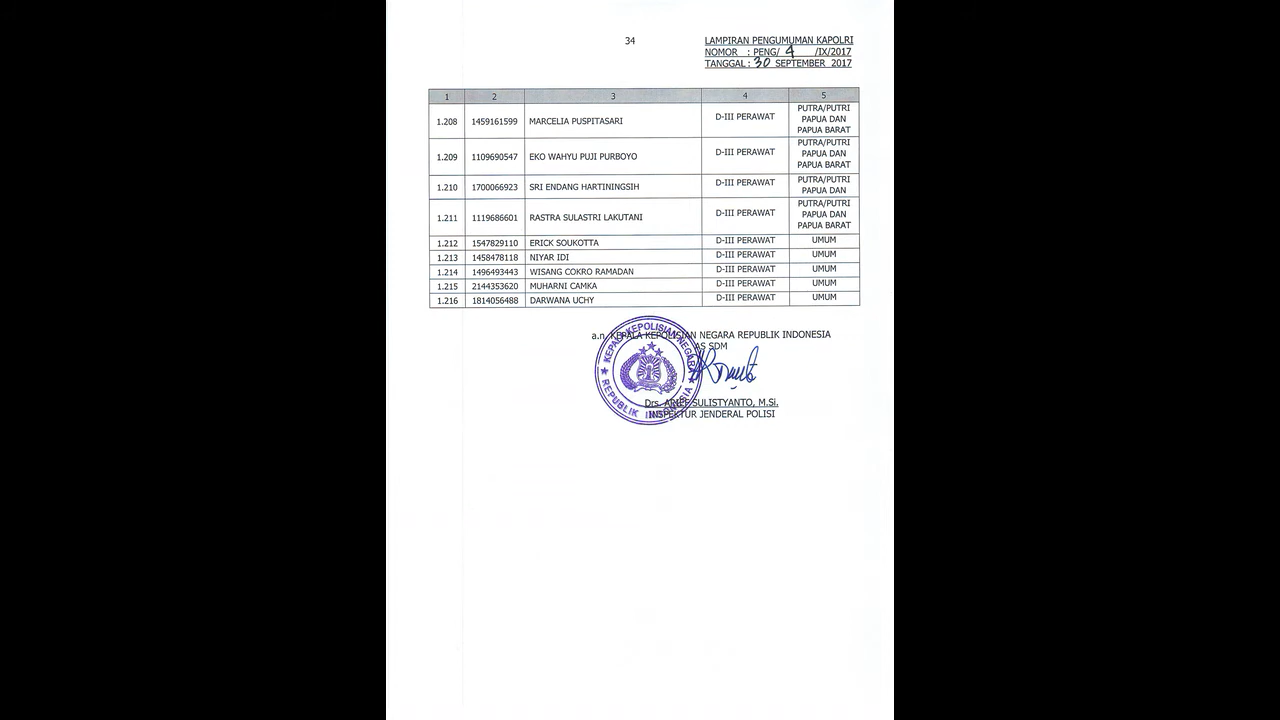 34
LAMPIRAN PENGUMUMAN KAPOLRI
NOMOR : PENG/ 4 /IX/2017
TANGGAL : 30 SEPTEMBER 2017
1 2 3 4 5
1.208 1459161599 MARCELIA PUSPITASARI D-III PERAWAT PUTRA/PUTRI
PAPUA DAN
PAPUA BARAT
1.209 1109690547 EKO WAHYU PUJI PURBOYO D-III PERAWAT PUTRA/PUTRI
PAPUA DAN
PAPUA BARAT
1.210 1700066923 SRI ENDANG HARTININGSIH D-III PERAWAT PUTRA/PUTRI
PAPUA DAN
1.211 1119686601 RASTRA SULASTRI LAKUTANI D-III PERAWAT PUTRA/PUTRI
PAPUA DAN
PAPUA BARAT
1.212 1547829110 ERICK SOUKOTTA D-III PERAWAT UMUM
1.213 1458478118 NIYAR IDI D-III PERAWAT UMUM
1.214 1496493443 WISANG COKRO RAMADAN D-III PERAWAT UMUM
1.215 2144353620 MUHARNI CAMKA D-III PERAWAT UMUM
1.216 1814056488 DARWANA UCHY D-III PERAWAT UMUM
a.n. KEPALA KEPOLISIAN NEGARA REPUBLIK INDONESIA
AS SDM
KEPALA KEPOLISIAN NEGARA
REPUBLIK INDONESIA
Drs. ARIEF SULISTYANTO, M.Si.
INSPEKTUR JENDERAL POLISI